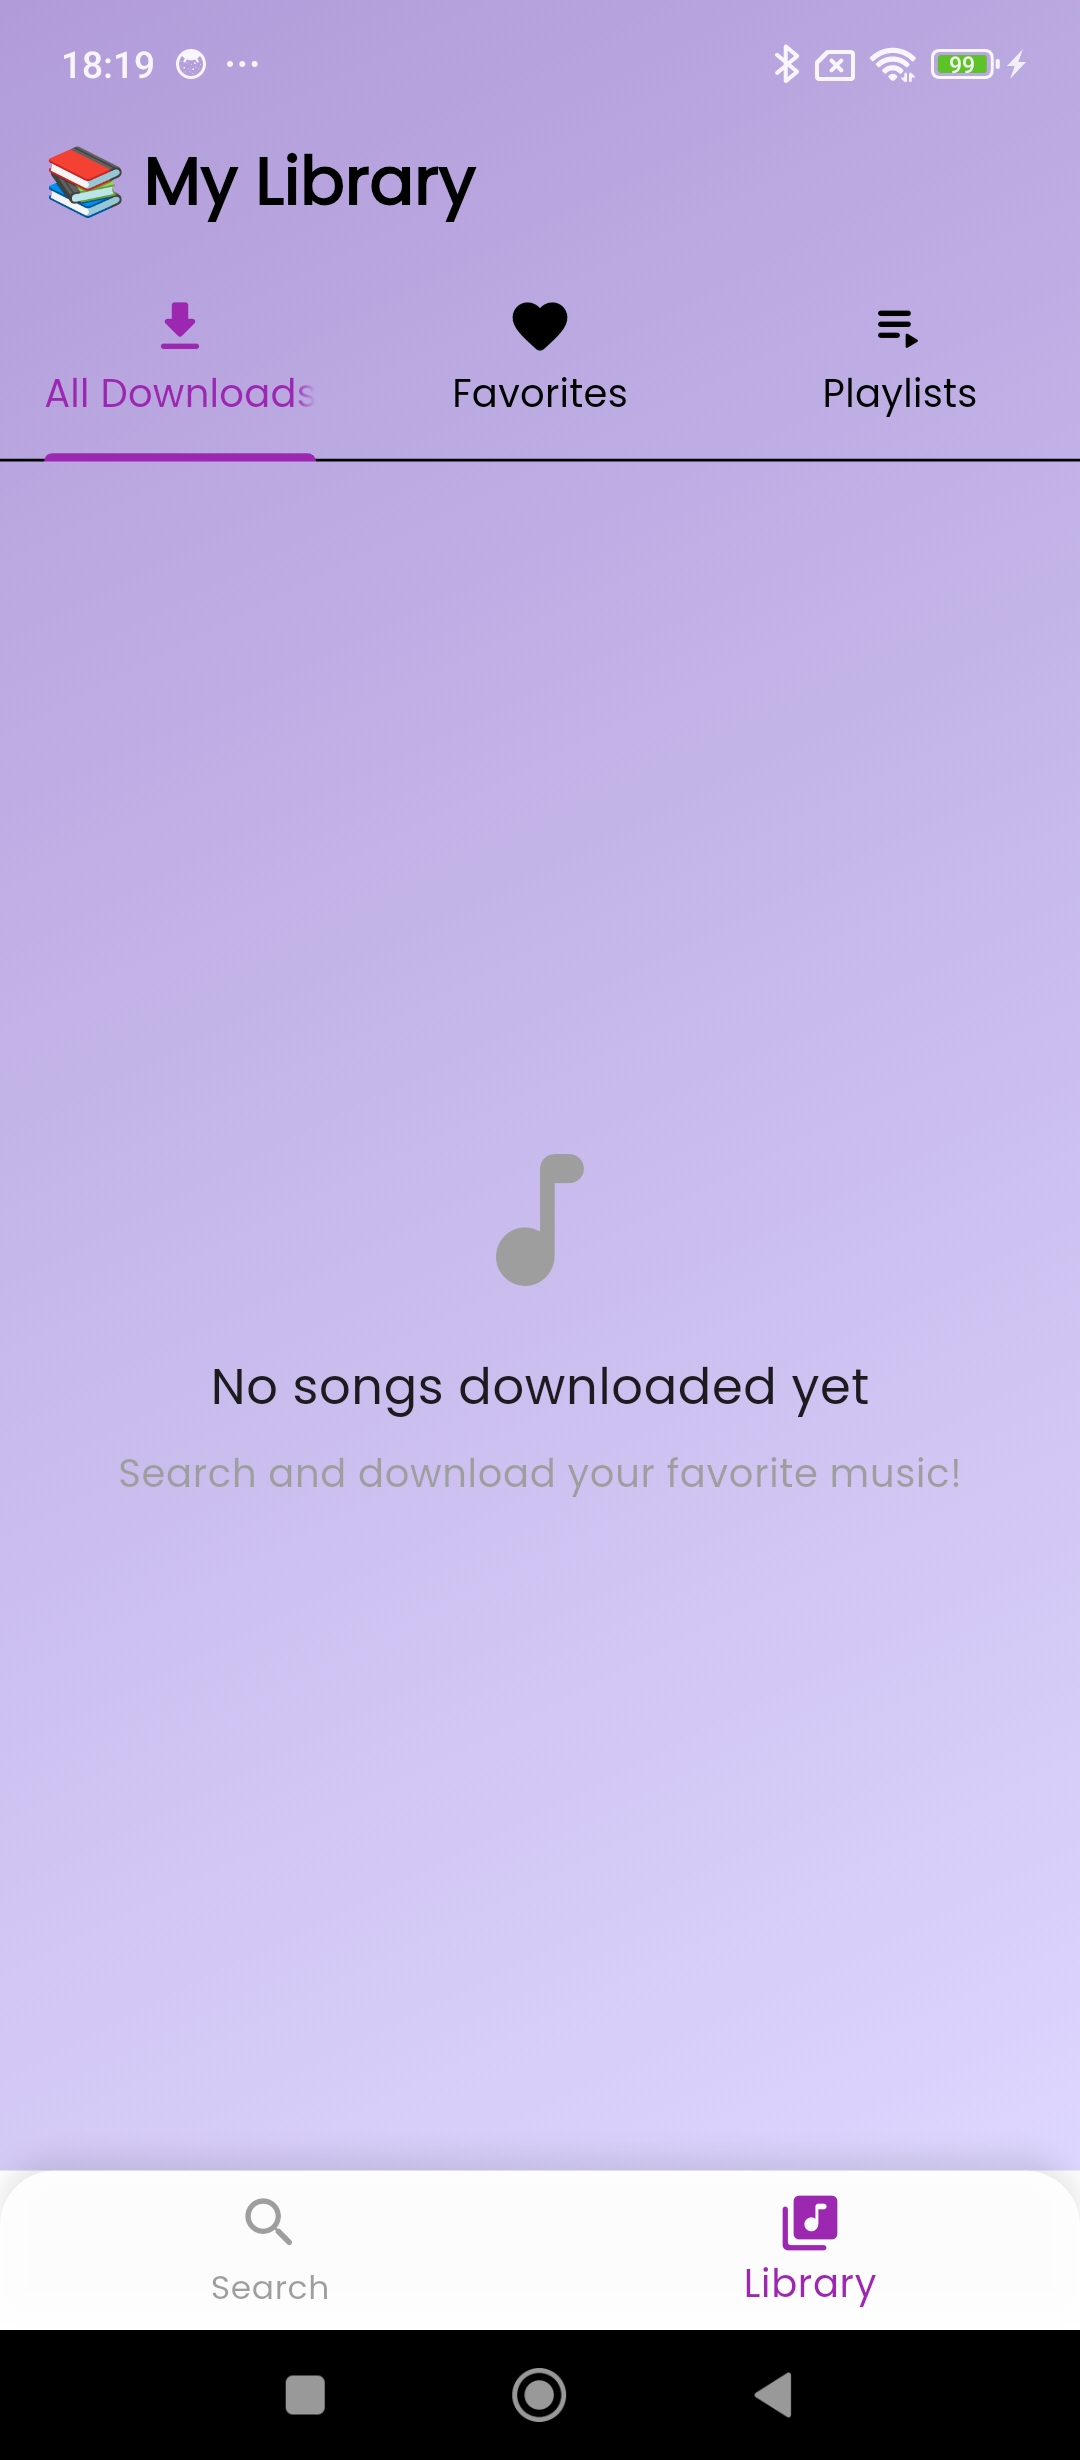 18:19
99
📚 My Library
All Downloads
Favorites
Playlists
No songs downloaded yet
Search and download your favorite music!
Search
Library